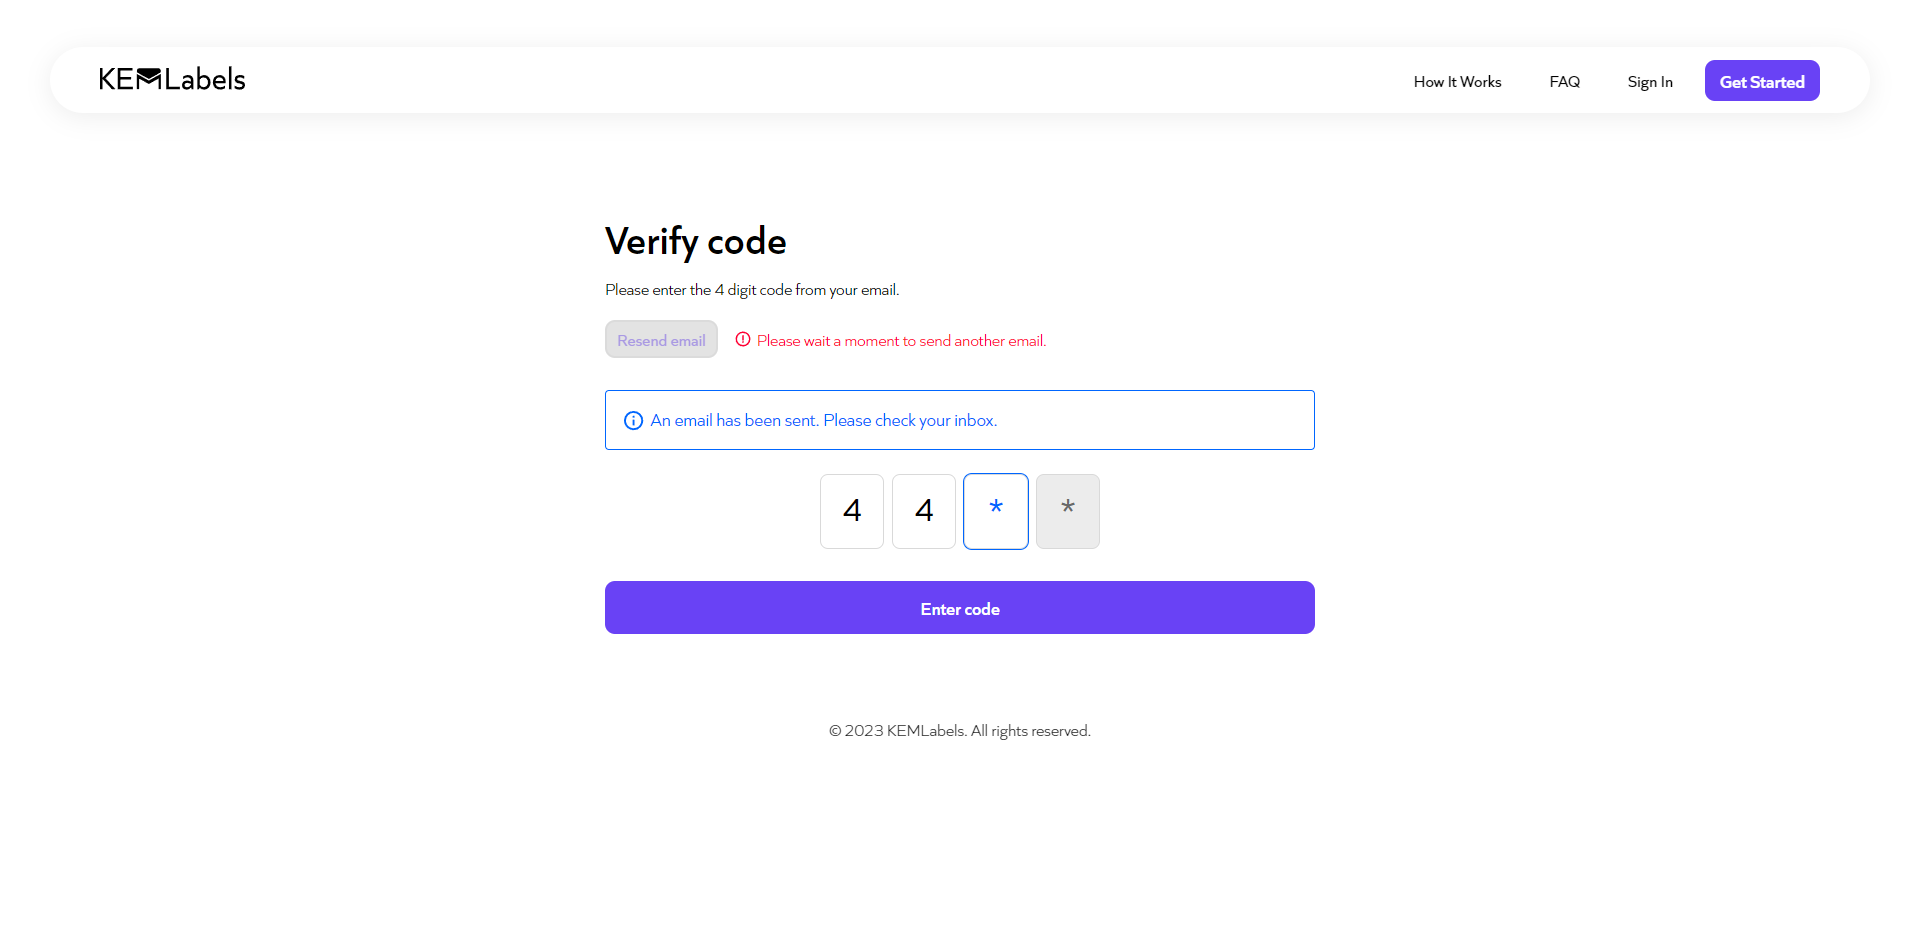 KEMLabels
How It Works
FAQ
Sign In
Get Started
Verify code
Please enter the 4 digit code from your email.
Resend email
Please wait a moment to send another email.
An email has been sent. Please check your inbox.
4 4 * *
Enter code
© 2023 KEMLabels. All rights reserved.